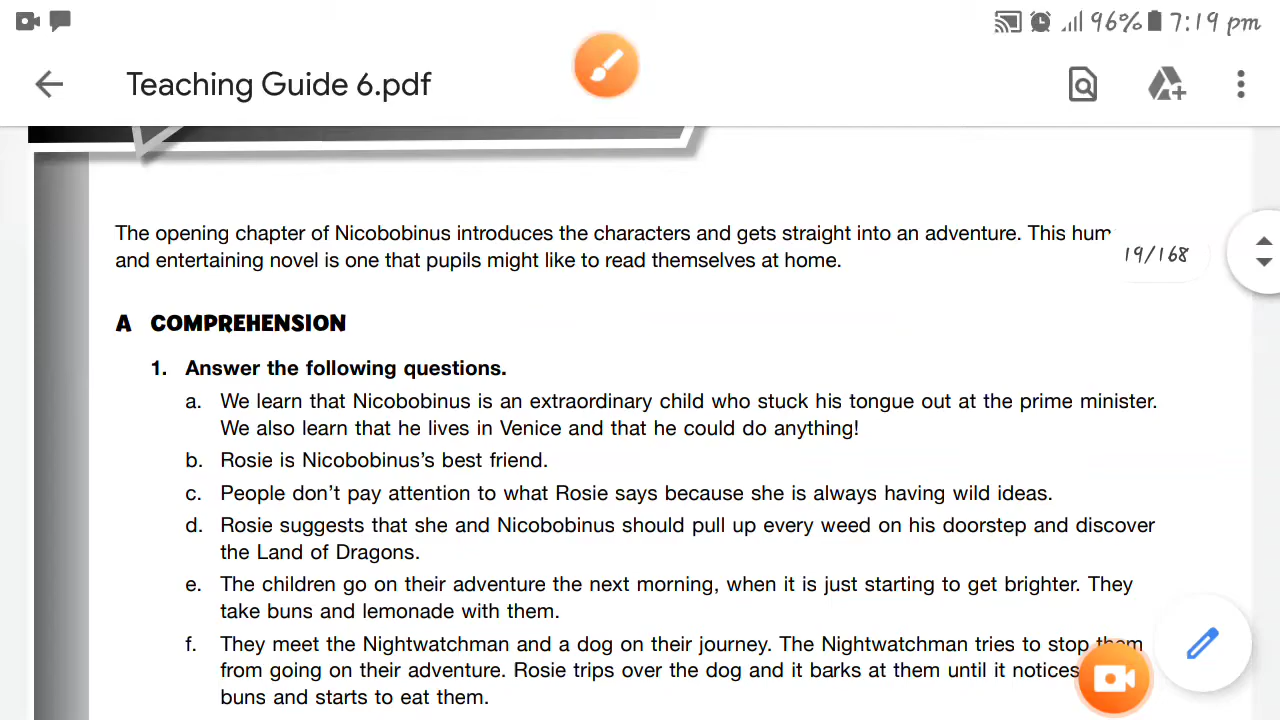 96% 7:19 pm
Teaching Guide 6.pdf
The opening chapter of Nicobobinus introduces the characters and gets straight into an adventure. This hum
and entertaining novel is one that pupils might like to read themselves at home.
19/168
A COMPREHENSION
1. Answer the following questions.
a. We learn that Nicobobinus is an extraordinary child who stuck his tongue out at the prime minister.
We also learn that he lives in Venice and that he could do anything!
b. Rosie is Nicobobinus's best friend.
c. People don't pay attention to what Rosie says because she is always having wild ideas.
d. Rosie suggests that she and Nicobobinus should pull up every weed on his doorstep and discover
the Land of Dragons.
e. The children go on their adventure the next morning, when it is just starting to get brighter. They
take buns and lemonade with them.
f. They meet the Nightwatchman and a dog on their journey. The Nightwatchman tries to stop them
from going on their adventure. Rosie trips over the dog and it barks at them until it notices
buns and starts to eat them.